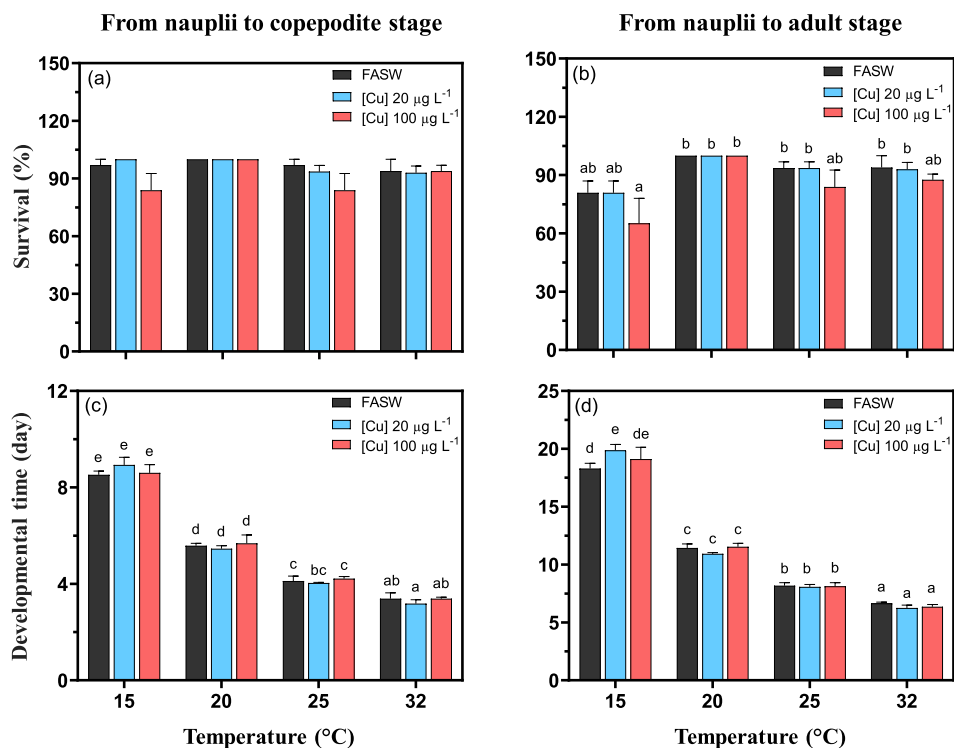 From nauplii to copepodite stage
From nauplii to adult stage
Survival (%)
150
120
90
60
30
0
(a)
FASW
[Cu] 20 µg L⁻¹
[Cu] 100 µg L⁻¹
150
120
90
60
30
0
(b)
FASW
[Cu] 20 µg L⁻¹
[Cu] 100 µg L⁻¹
ab ab a b b b b b ab b b ab
Developmental time (day)
12
8
4
0
(c)
FASW
[Cu] 20 µg L⁻¹
[Cu] 100 µg L⁻¹
e e e d d d c bc c ab a ab
15 20 25 32
Temperature (°C)
25
20
15
10
5
0
(d)
FASW
[Cu] 20 µg L⁻¹
[Cu] 100 µg L⁻¹
d e de c c c b b b a a a
15 20 25 32
Temperature (°C)